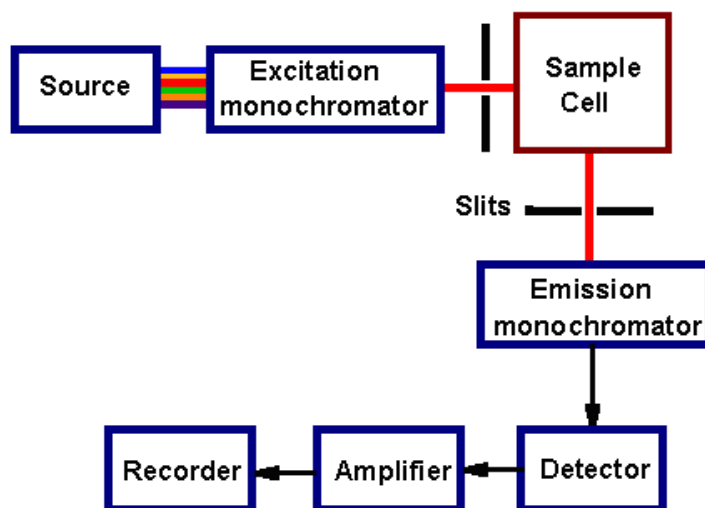 Source
Excitation
monochromator
Sample
Cell
Slits
Emission
monochromator
Recorder
Amplifier
Detector